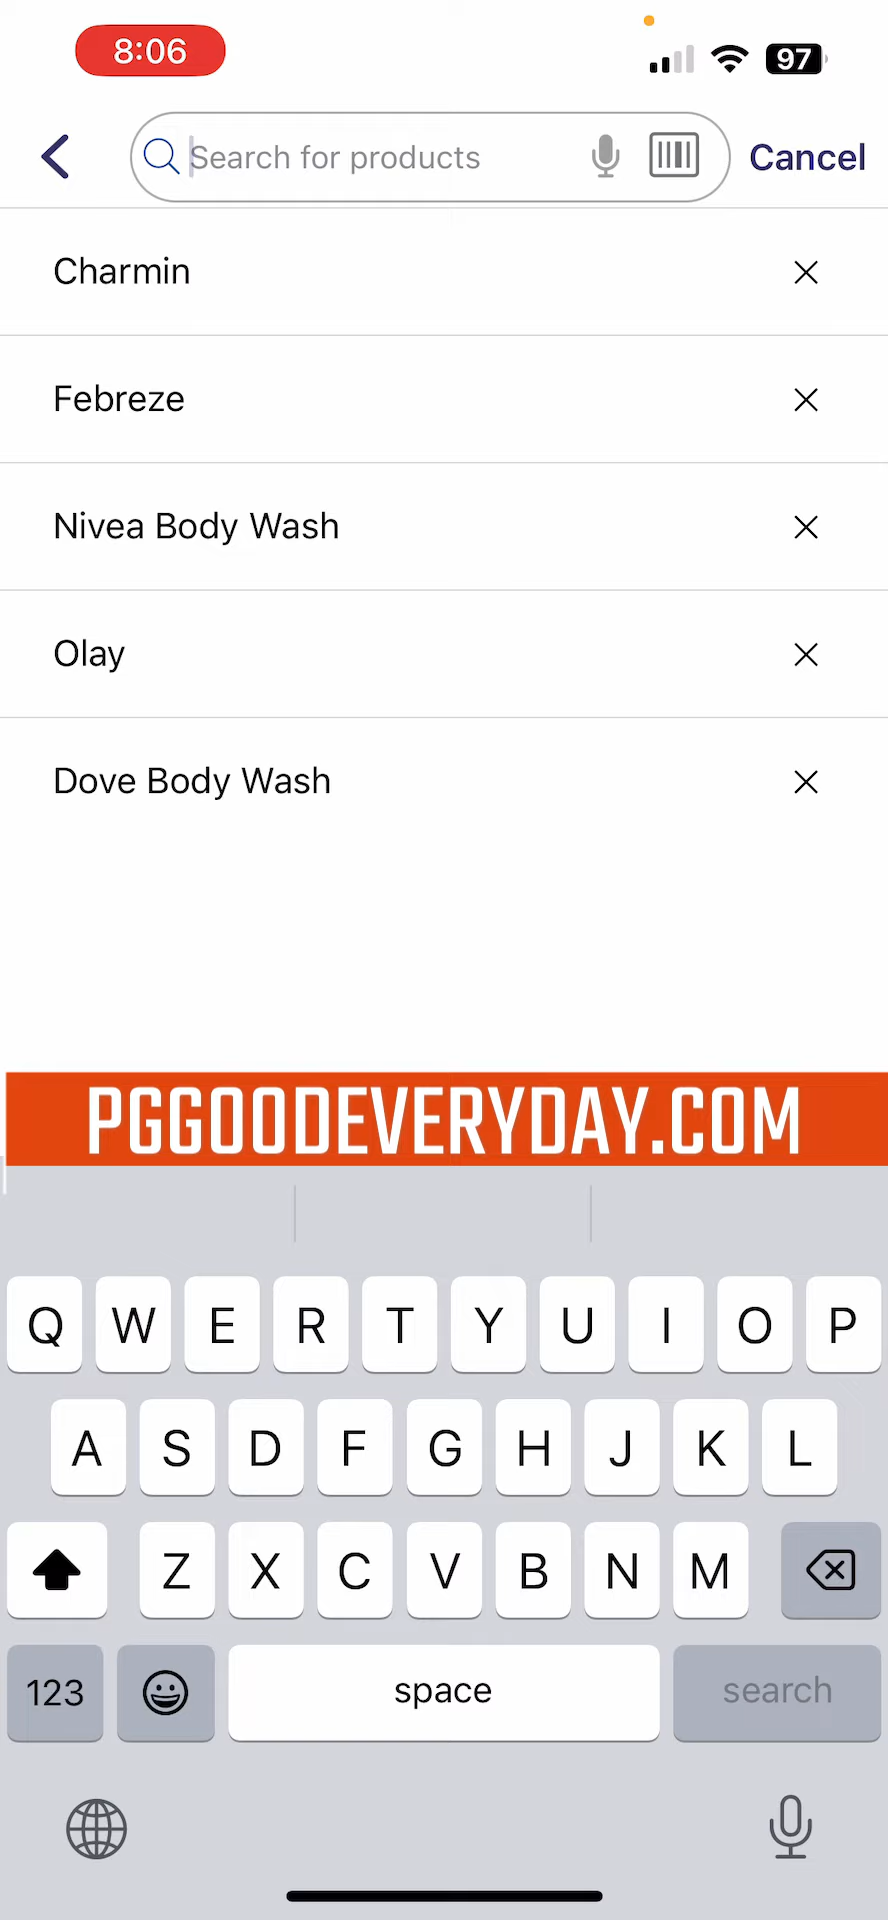 8:06
97
Search for products
Cancel
Charmin
Febreze
Nivea Body Wash
Olay
Dove Body Wash
PGGOODEVERYDAY.COM
Q W E R T Y U I O P
A S D F G H J K L
Z X C V B N M
123 space search